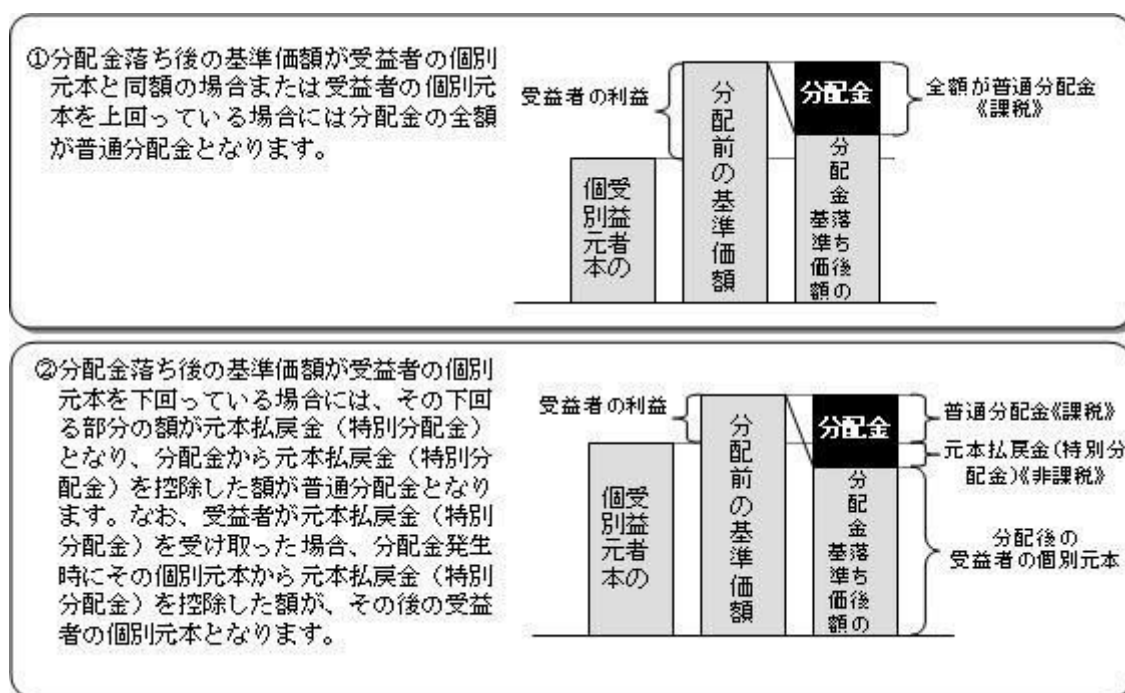 ①分配金落ち後の基準価額が受益者の個別
元本と同額の場合または受益者の個別元
本を上回っている場合には分配金の全額
が普通分配金となります。
受益者の利益
受益者の
個別元本
分配前の基準価額
分配金
分配金落ち後の
基準価額
全額が普通分配金
《課税》
②分配金落ち後の基準価額が受益者の個別
元本を下回っている場合には、その下回
る部分の額が元本払戻金（特別分配金）
となり、分配金から元本払戻金（特別分
配金）を控除した額が普通分配金となり
ます。なお、受益者が元本払戻金（特別
分配金）を受け取った場合、分配金発生
時にその個別元本から元本払戻金（特別
分配金）を控除した額が、その後の受益
者の個別元本となります。
受益者の利益
受益者の
個別元本
分配前の基準価額
分配金
分配金落ち後の
基準価額
普通分配金《課税》
元本払戻金（特別分
配金）《非課税》
分配後の
受益者の個別元本